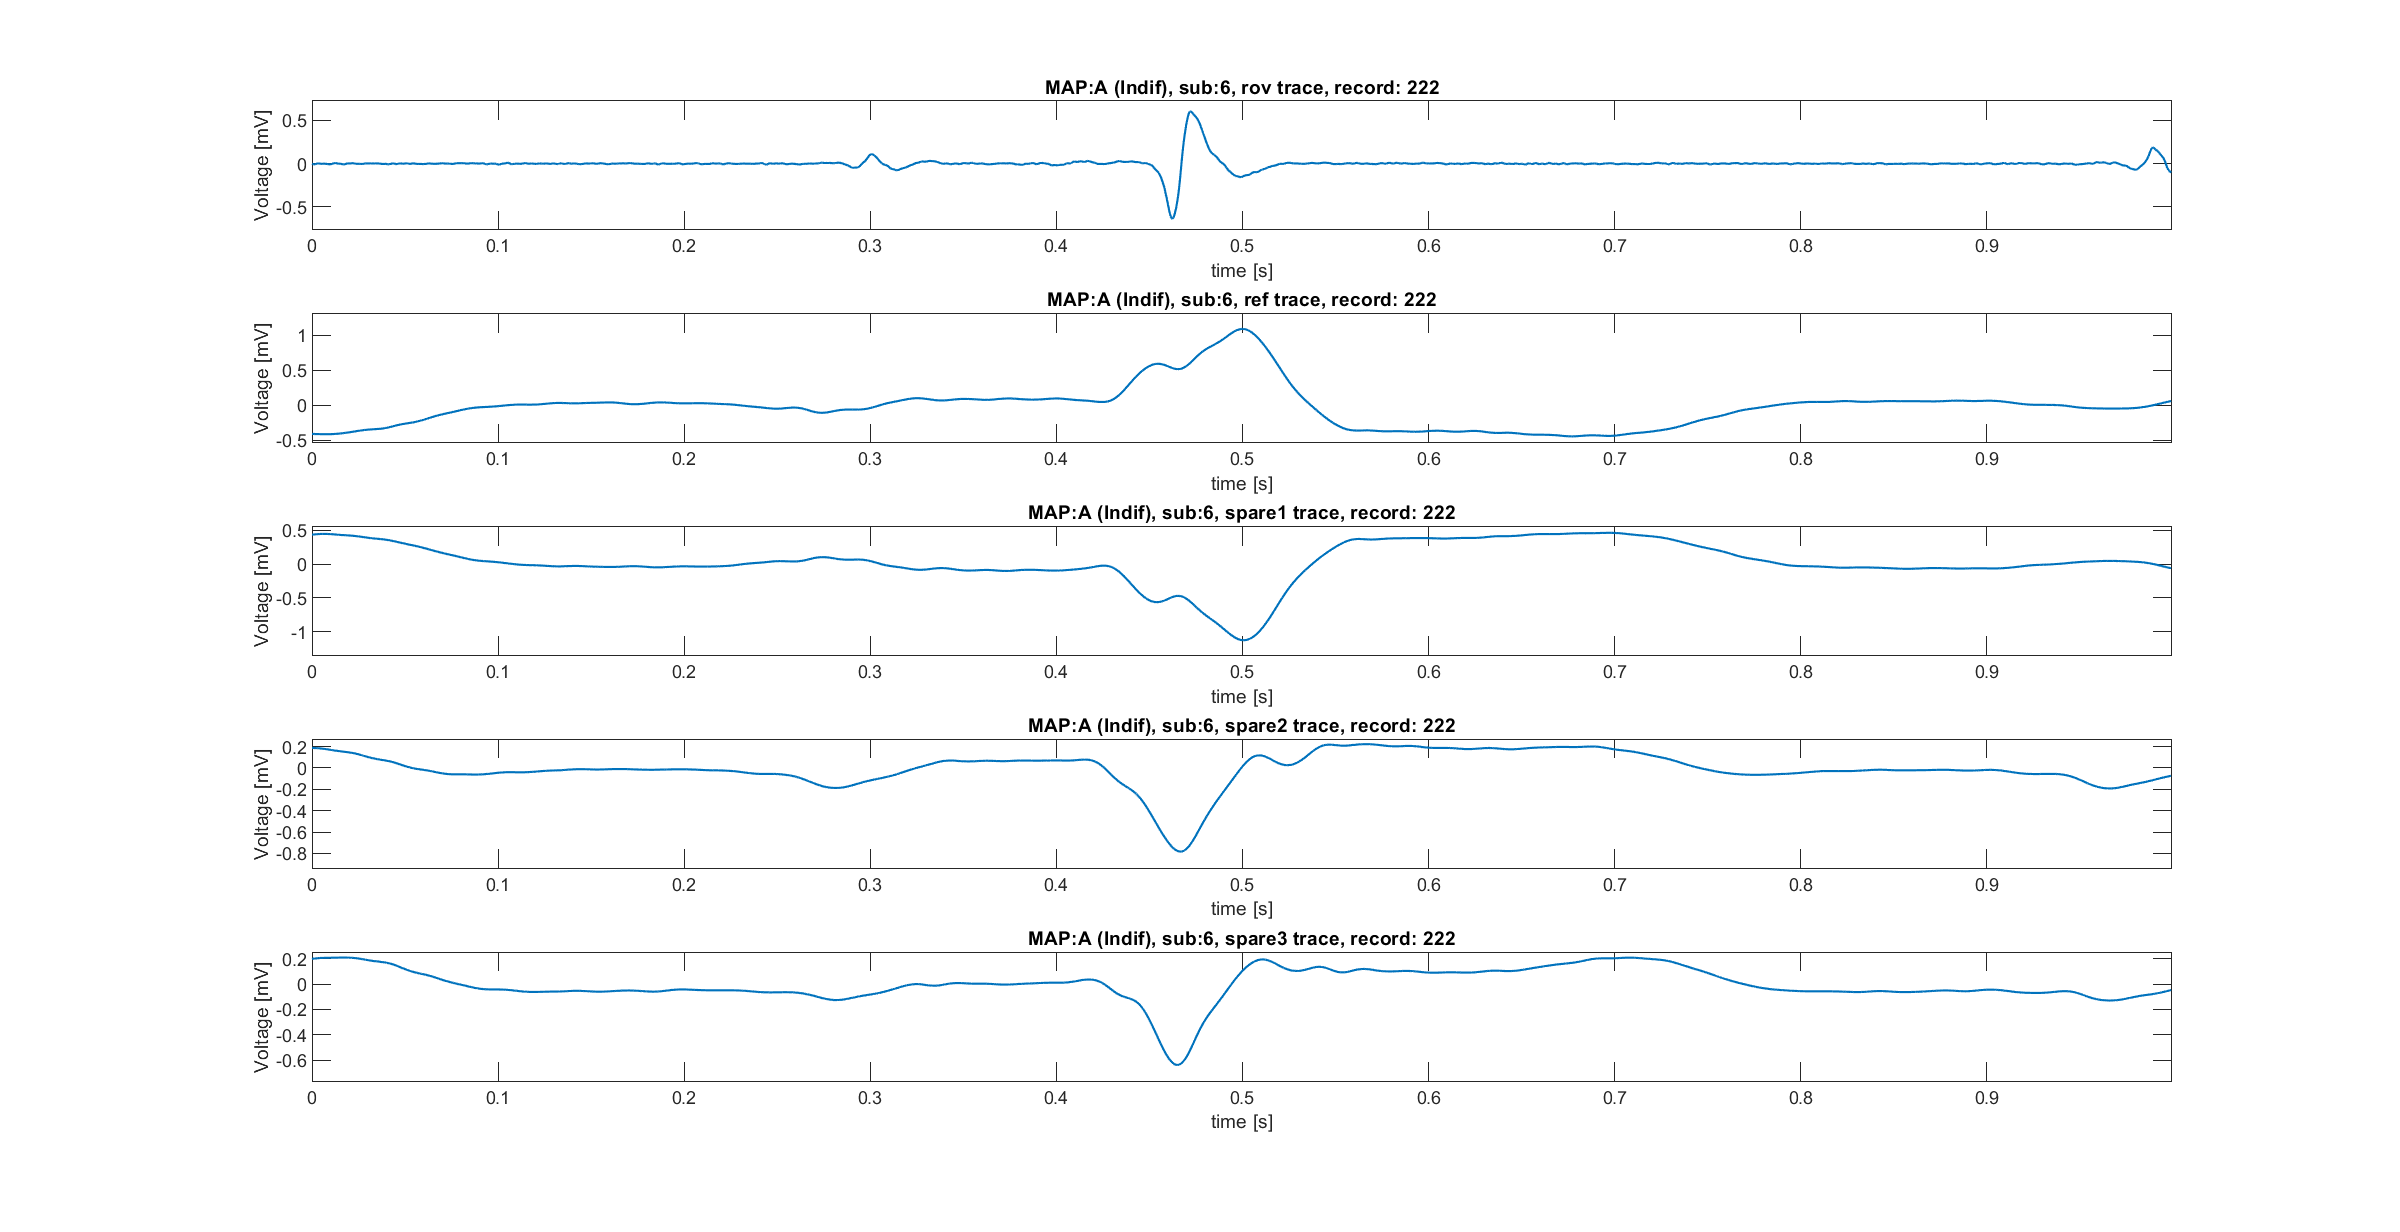 MAP:A (Indif), sub:6, rov trace, record: 222
Voltage [mV]
0.5
0
-0.5
0 0.1 0.2 0.3 0.4 0.5 0.6 0.7 0.8 0.9
time [s]
MAP:A (Indif), sub:6, ref trace, record: 222
Voltage [mV]
1
0.5
0
-0.5
0 0.1 0.2 0.3 0.4 0.5 0.6 0.7 0.8 0.9
time [s]
MAP:A (Indif), sub:6, spare1 trace, record: 222
Voltage [mV]
0.5
0
-0.5
-1
0 0.1 0.2 0.3 0.4 0.5 0.6 0.7 0.8 0.9
time [s]
MAP:A (Indif), sub:6, spare2 trace, record: 222
Voltage [mV]
0.2
0
-0.2
-0.4
-0.6
-0.8
0 0.1 0.2 0.3 0.4 0.5 0.6 0.7 0.8 0.9
time [s]
MAP:A (Indif), sub:6, spare3 trace, record: 222
Voltage [mV]
0.2
0
-0.2
-0.4
-0.6
0 0.1 0.2 0.3 0.4 0.5 0.6 0.7 0.8 0.9
time [s]